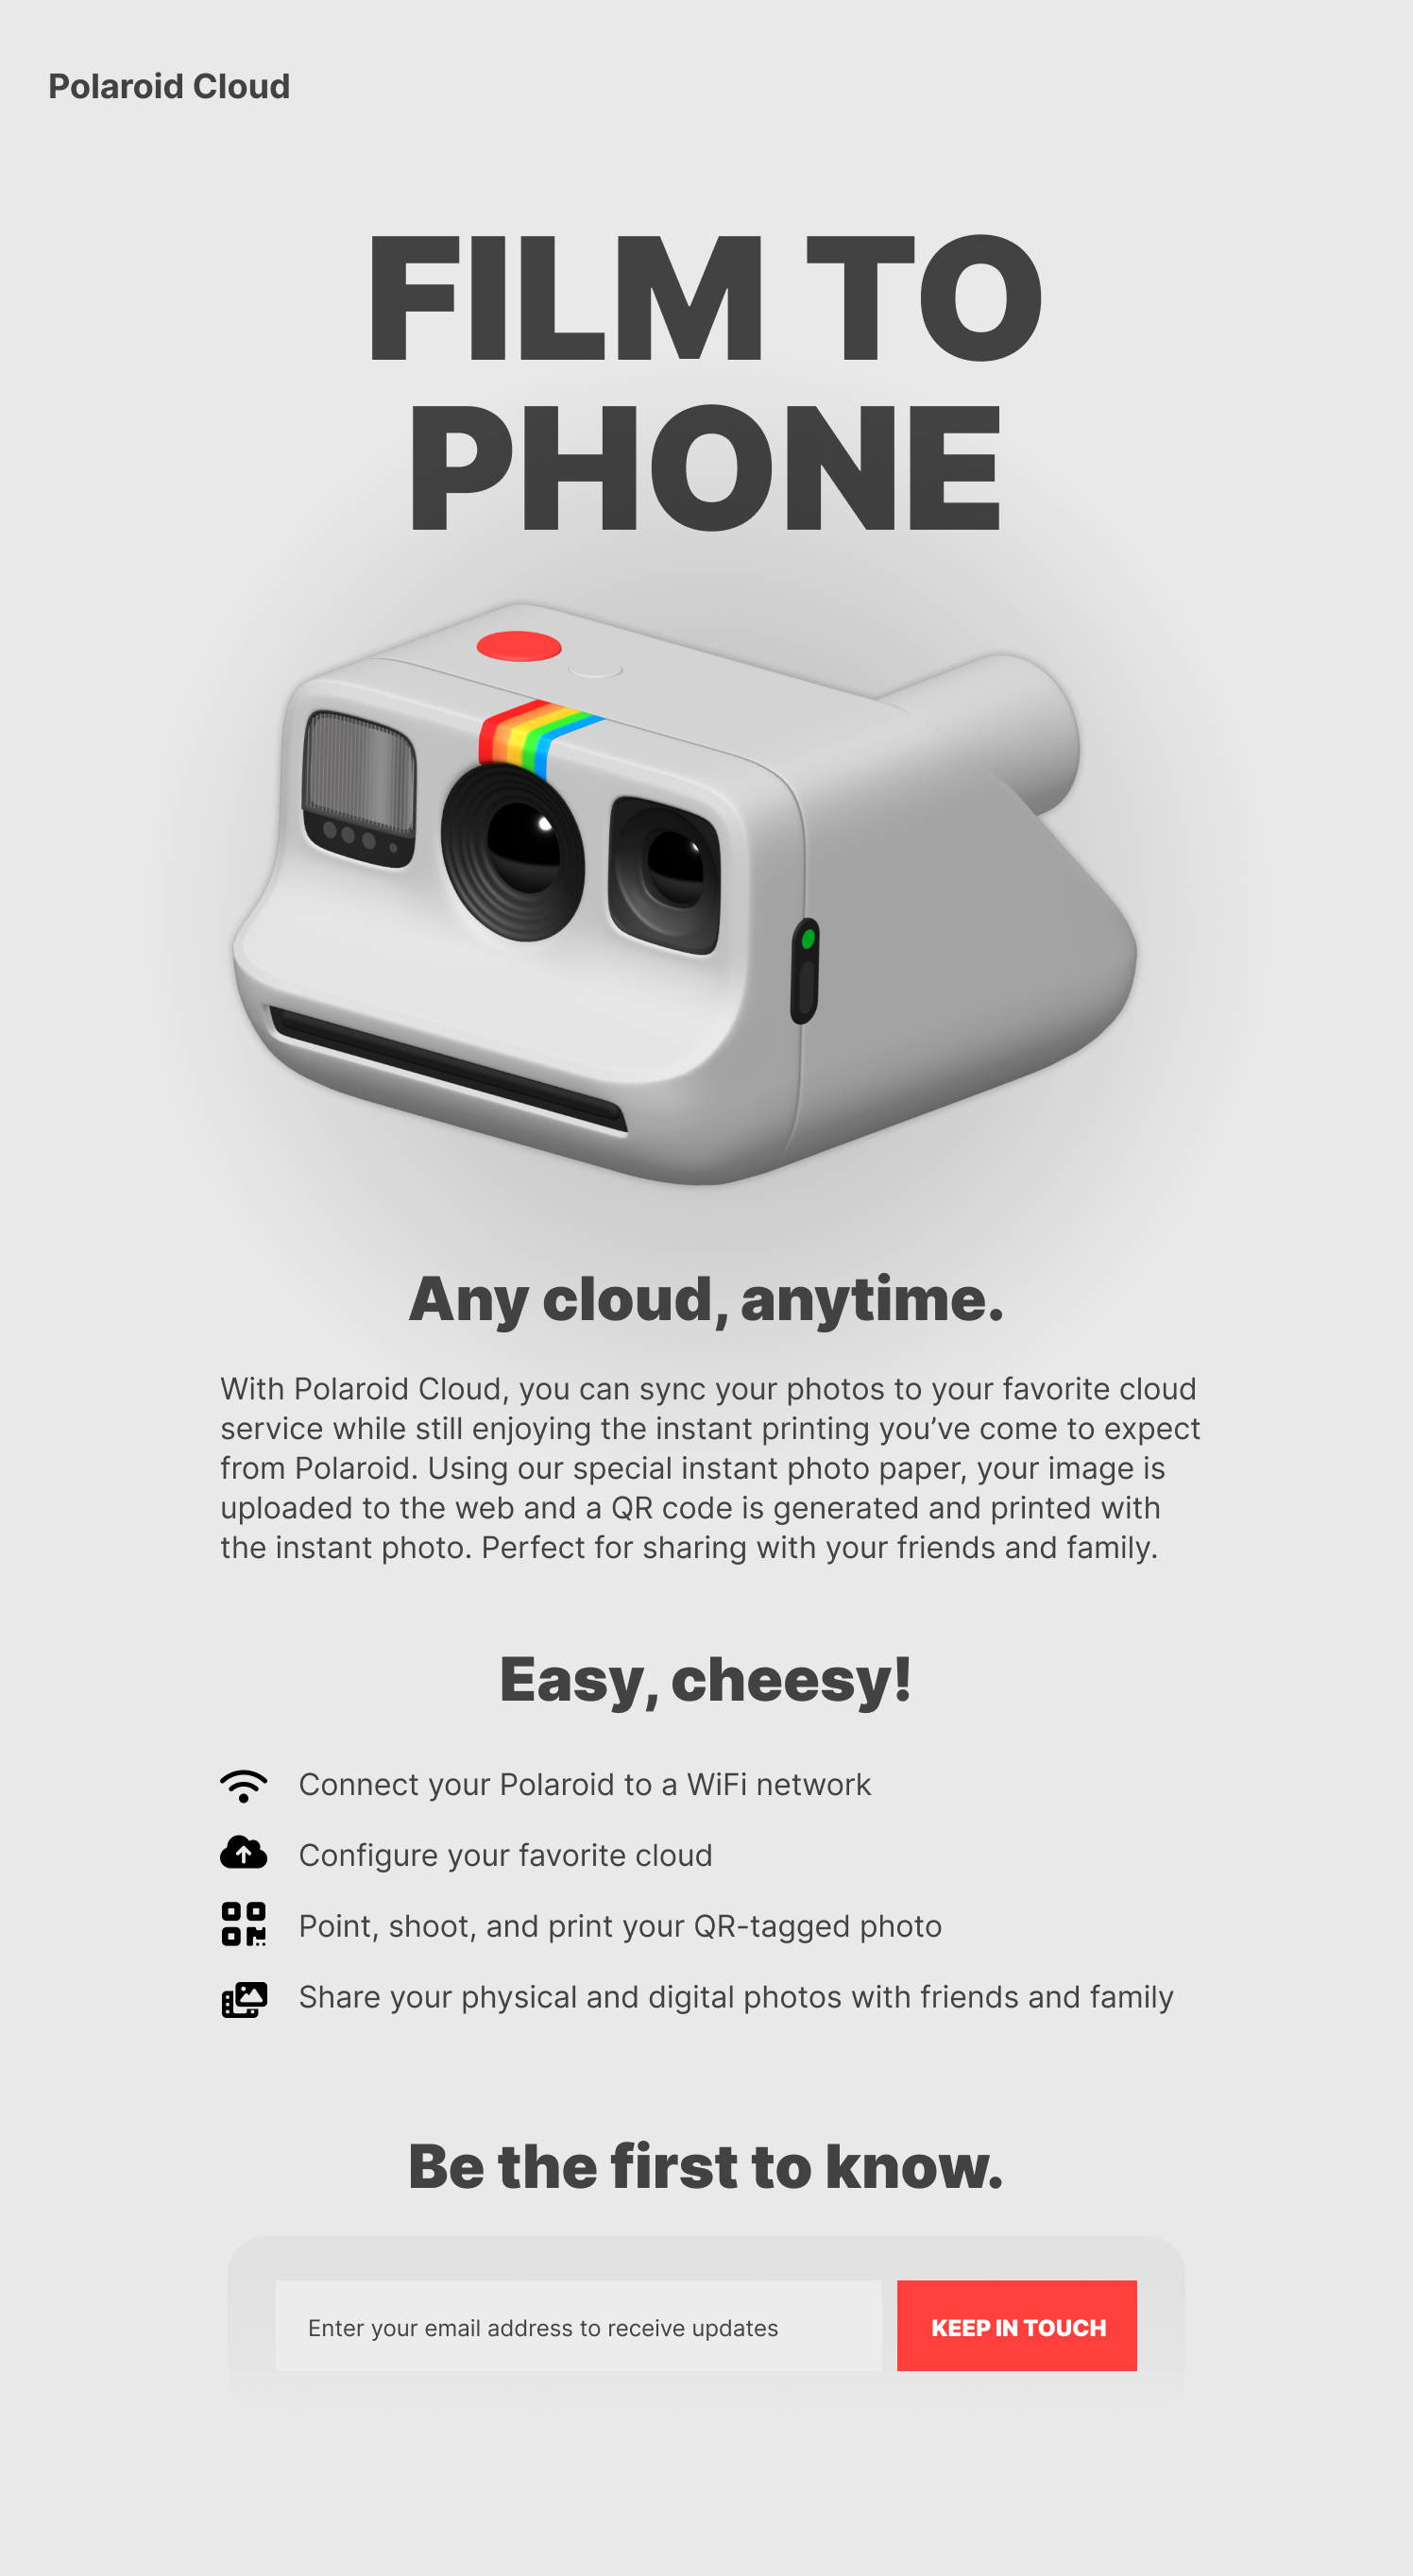 Polaroid Cloud
FILM TO
PHONE
Any cloud, anytime.
With Polaroid Cloud, you can sync your photos to your favorite cloud
service while still enjoying the instant printing you’ve come to expect
from Polaroid. Using our special instant photo paper, your image is
uploaded to the web and a QR code is generated and printed with
the instant photo. Perfect for sharing with your friends and family.
Easy, cheesy!
Connect your Polaroid to a WiFi network
Configure your favorite cloud
Point, shoot, and print your QR-tagged photo
Share your physical and digital photos with friends and family
Be the first to know.
Enter your email address to receive updates
KEEP IN TOUCH